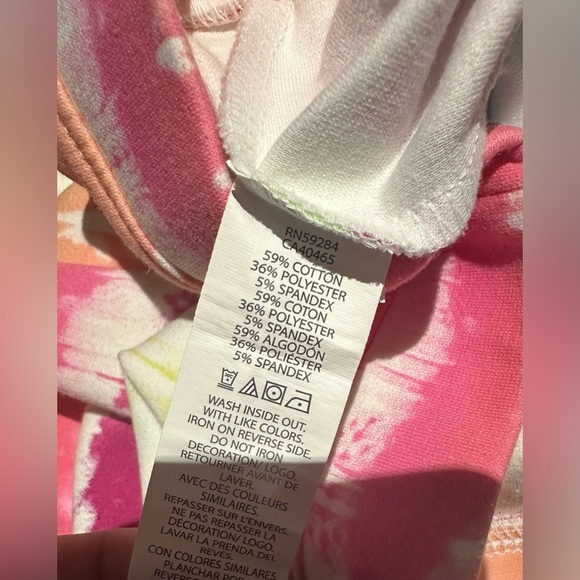 RN59284
CA40465
59% COTTON
36% POLYESTER
5% SPANDEX
59% COTON
36% POLYESTER
5% SPANDEX
59% ALGODÓN
36% POLIÉSTER
5% SPANDEX
WASH INSIDE OUT.
WITH LIKE COLORS.
IRON ON REVERSE SIDE.
DO NOT IRON
DECORATION/ LOGO.
RETOURNER AVANT DE
LAVER.
AVEC DES COULEURS
SIMILAIRES.
REPASSER SUR L'ENVERS.
NE PAS REPASSER LA
DÉCORATION/ LOGO.
LAVAR LA PRENDA DEL
REVÉS.
CON COLORES SIMILARES
PLANCHAR POR